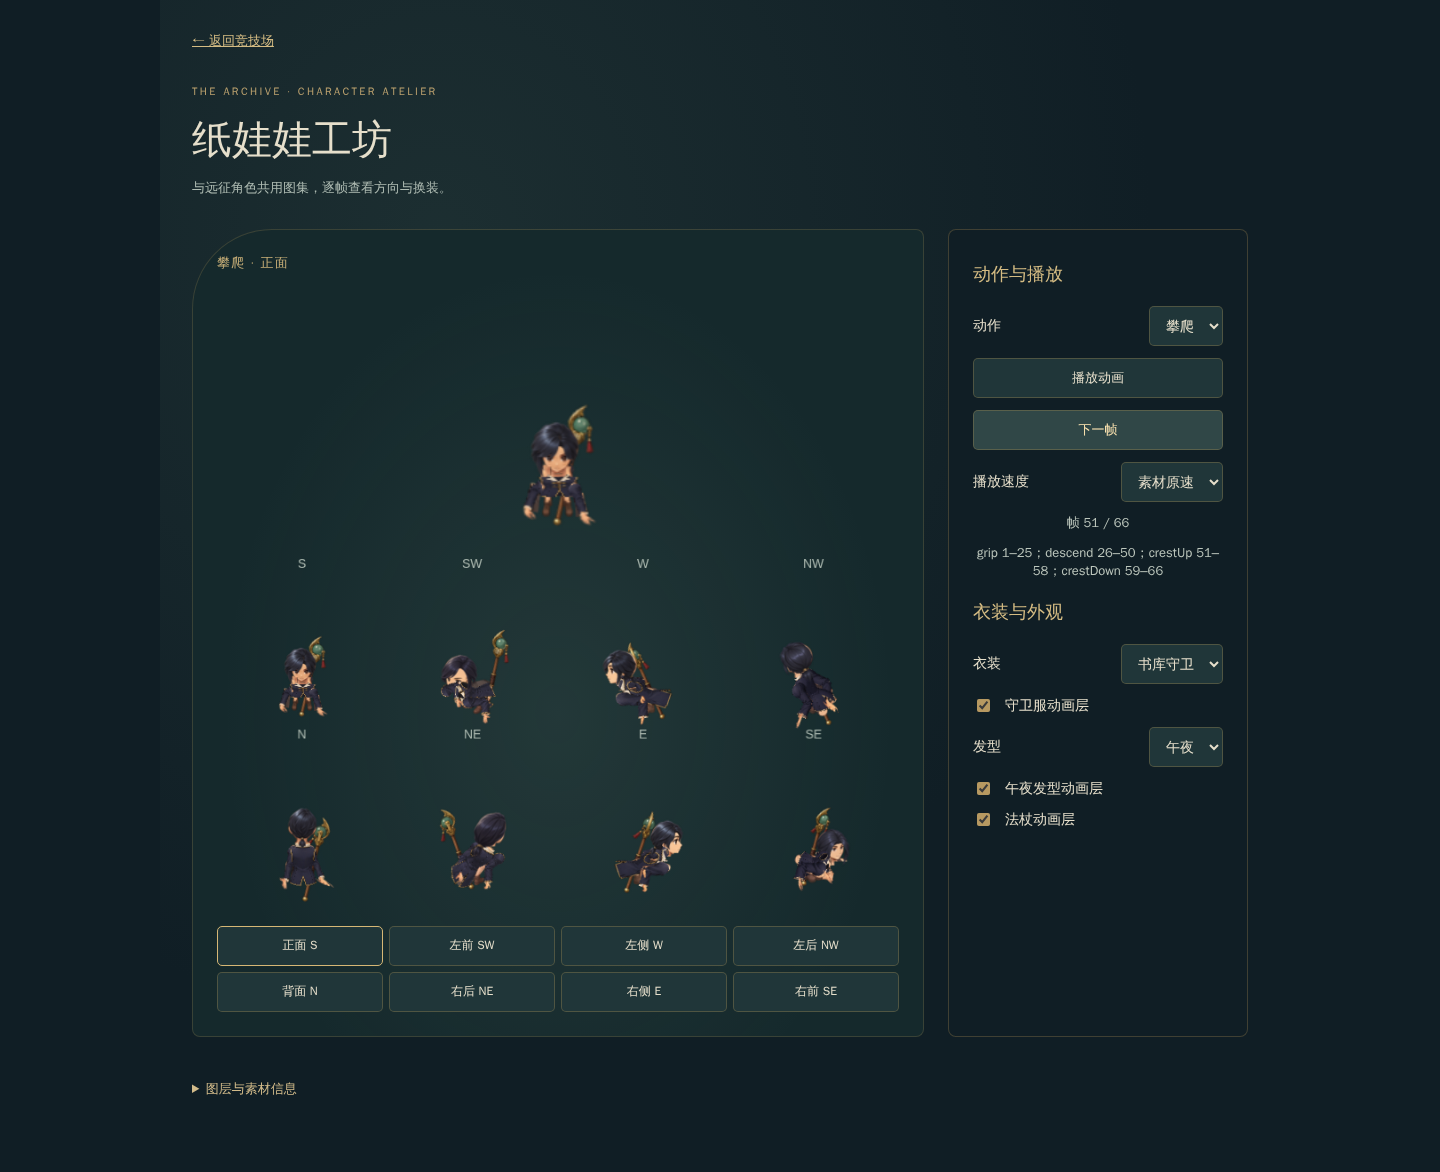 ← 返回竞技场
THE ARCHIVE · CHARACTER ATELIER
纸娃娃工坊
与远征角色共用图集，逐帧查看方向与换装。
攀爬 · 正面
S SW W NW
N NE E SE
正面 S 左前 SW 左侧 W 左后 NW
背面 N 右后 NE 右侧 E 右前 SE
动作与播放
动作 攀爬
播放动画
下一帧
播放速度 素材原速
帧 51 / 66
grip 1–25；descend 26–50；crestUp 51–
58；crestDown 59–66
衣装与外观
衣装 书库守卫
守卫服动画层
发型 午夜
午夜发型动画层
法杖动画层
▶ 图层与素材信息